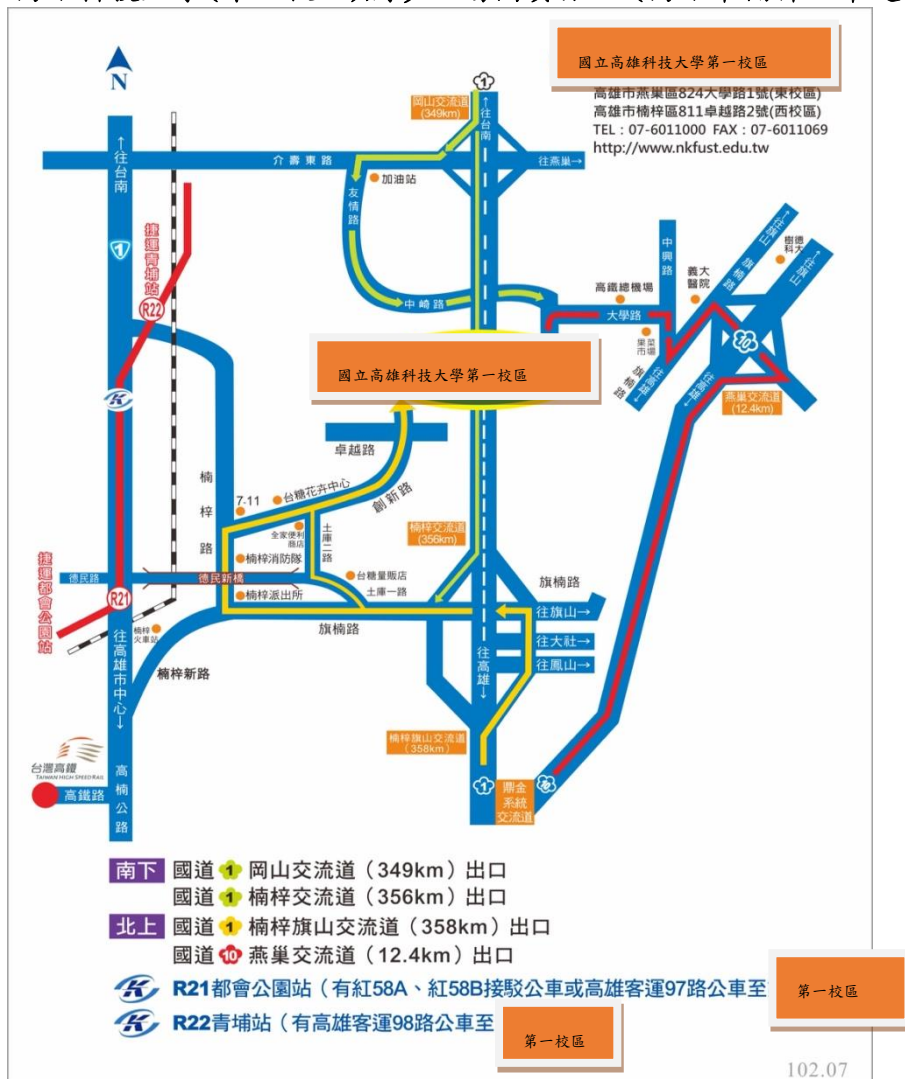 國立高雄科技大學第一校區
高雄市燕巢區824大學路1號(東校區)
高雄市楠梓區811卓越路2號(西校區)
TEL：07-6011000 FAX：07-6011069
http://www.nkfust.edu.tw
N
1
岡山交流道
(349km)
↑往台南
↑往台南
介壽東路
往燕巢→
加油站
友情路
中崎路
捷運青埔站
R22
1
中興路
高鐵總機場
大學路
果菜市場
義大醫院
↑往旗山
旗楠路
樹德科大
↑往旗山
10
往高雄↓
旗楠路
往高雄↓
燕巢交流道
(12.4km)
國立高雄科技大學第一校區
卓越路
創新路
楠梓路
7-11
台糖花卉中心
全家便利商店
土庫二路
楠梓交流道
(356km)
楠梓消防隊
德民路
德民新橋
台糖量販店
土庫一路
旗楠路
捷運都會公園站
R21
楠梓派出所
旗楠路
往旗山→
往大社→
往鳳山→
楠梓火車站
楠梓新路
往高雄市中心↓
往高雄↓
楠梓旗山交流道
(358km)
台灣高鐵
TAIWAN HIGH SPEED RAIL
高鐵路
高楠公路
1
鼎金系統交流道
10
南下 國道 1 岡山交流道（349km）出口
國道 1 楠梓交流道（356km）出口
北上 國道 1 楠梓旗山交流道（358km）出口
國道 10 燕巢交流道（12.4km）出口
R21都會公園站（有紅58A、紅58B接駁公車或高雄客運97路公車至 第一校區
R22青埔站（有高雄客運98路公車至 第一校區
102.07